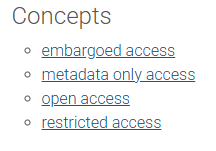 Concepts
embargoed access
metadata only access
open access
restricted access